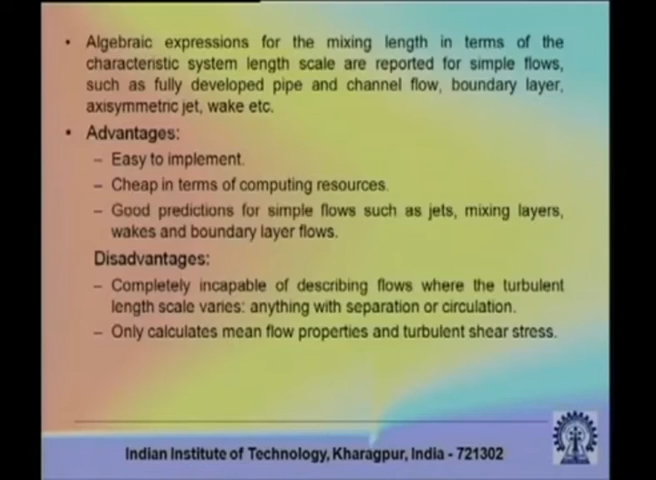 • Algebraic expressions for the mixing length in terms of the
characteristic system length scale are reported for simple flows,
such as fully developed pipe and channel flow, boundary layer,
axisymmetric jet, wake etc.
• Advantages:
– Easy to implement.
– Cheap in terms of computing resources.
– Good predictions for simple flows such as jets, mixing layers,
wakes and boundary layer flows.
Disadvantages:
– Completely incapable of describing flows where the turbulent
length scale varies: anything with separation or circulation.
– Only calculates mean flow properties and turbulent shear stress.
Indian Institute of Technology, Kharagpur, India - 721302